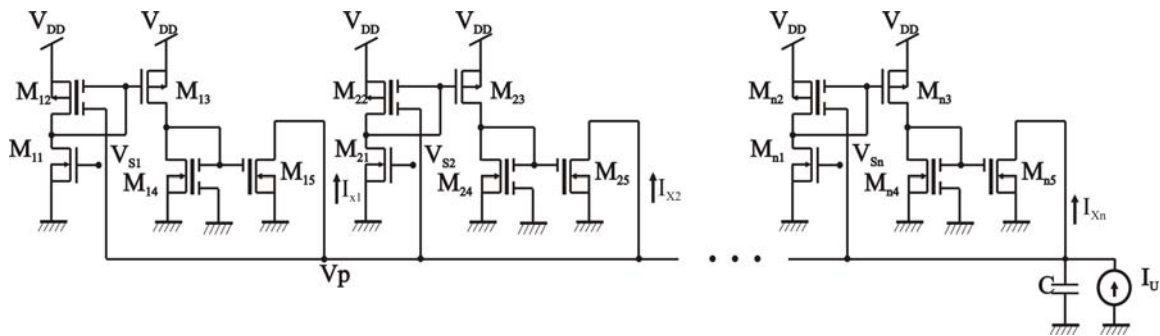 V_DD V_DD V_DD V_DD V_DD V_DD
M_12 M_13 M_22 M_23 M_n2 M_n3
M_11 V_S1 M_14 M_15 I_x1 M_21 V_S2 M_24 M_25 I_X2 M_n1 V_Sn M_n4 M_n5 I_Xn
Vp C I_U